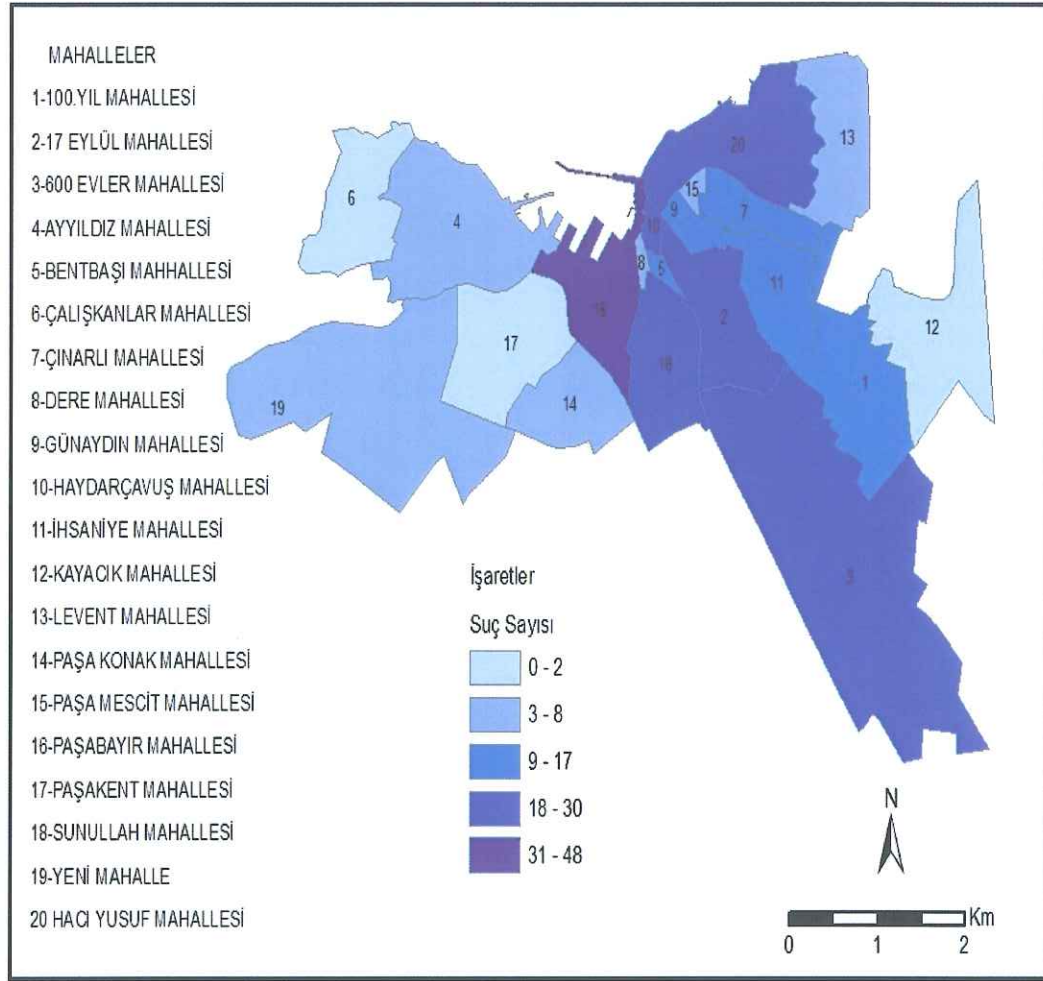 MAHALLELER
1-100.YIL MAHALLESİ
2-17 EYLÜL MAHALLESİ
3-600 EVLER MAHALLESİ
4-AYYILDIZ MAHALLESİ
5-BENTBAŞI MAHHALLESİ
6-ÇALIŞKANLAR MAHALLESİ
7-ÇINARLI MAHALLESİ
8-DERE MAHALLESİ
9-GÜNAYDIN MAHALLESİ
10-HAYDARÇAVUŞ MAHALLESİ
11-İHSANİYE MAHALLESİ
12-KAYACIK MAHALLESİ
13-LEVENT MAHALLESİ
14-PAŞA KONAK MAHALLESİ
15-PAŞA MESCİT MAHALLESİ
16-PAŞABAYIR MAHALLESİ
17-PAŞAKENT MAHALLESİ
18-SUNULLAH MAHALLESİ
19-YENİ MAHALLE
20 HACI YUSUF MAHALLESİ
20
13
15
6
4
9
7
10
8
5
11
2
12
17
18
16
1
19
14
3
İşaretler
Suç Sayısı
0 - 2
3 - 8
9 - 17
18 - 30
31 - 48
N
Km
0 1 2